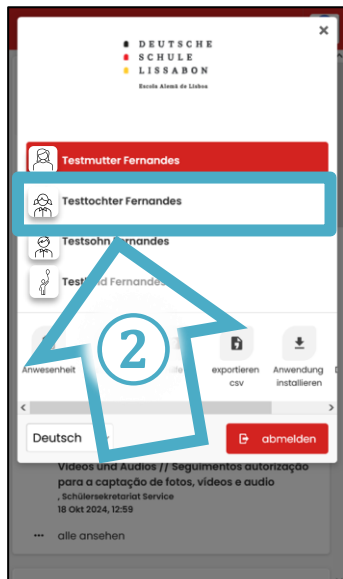 ×
DEUTSCHE
SCHULE
LISSABON
Escola Alemã de Lisboa
Testmutter Fernandes
Testtochter Fernandes
Testsohn Fernandes
Fernandes
2
Anwesenheit
exportieren
csv
Anwendung
installieren
Deutsch
abmelden
Videos und Audios // Seguimentos autorização
para a captação de fotos, vídeos e audio
, Schülersekretariat Service
18 Okt 2024, 12:59
alle ansehen